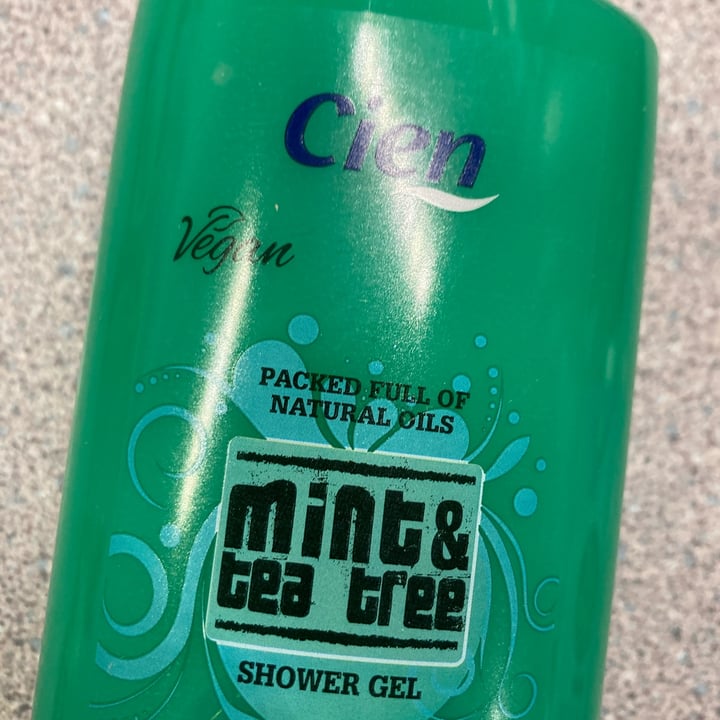 Cien
Vegan
PACKED FULL OF
NATURAL OILS
mint&
tea tree
SHOWER GEL